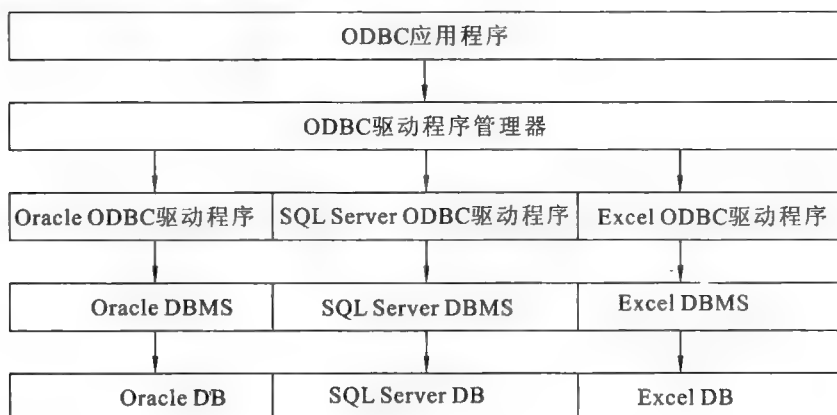 ODBC应用程序
ODBC驱动程序管理器
Oracle ODBC驱动程序 SQL Server ODBC驱动程序 Excel ODBC驱动程序
Oracle DBMS SQL Server DBMS Excel DBMS
Oracle DB SQL Server DB Excel DB